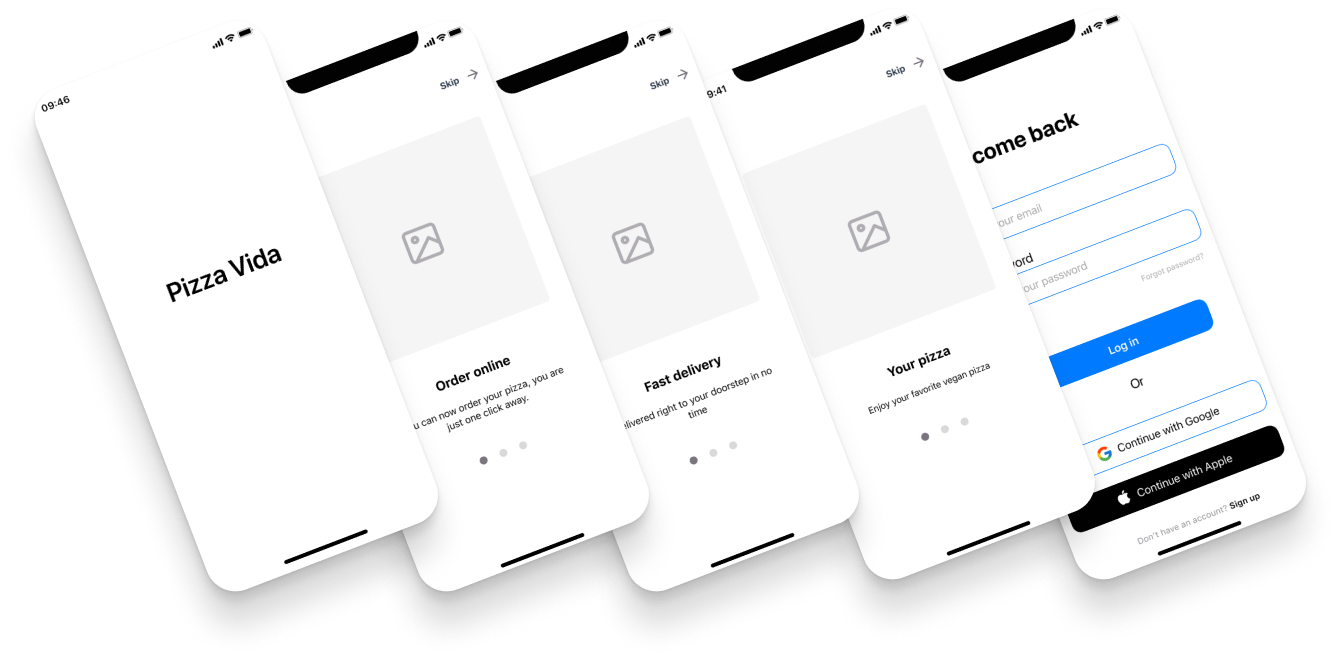 09:46
Pizza Vida
Skip
Order online
u can now order your pizza, you are
just one click away.
Skip
Fast delivery
elivered right to your doorstep in no
time
9:41
Skip
Your pizza
Enjoy your favorite vegan pizza
come back
our email
ord
our password
Forgot password?
Log in
Or
Continue with Google
Continue with Apple
Don't have an account? Sign up